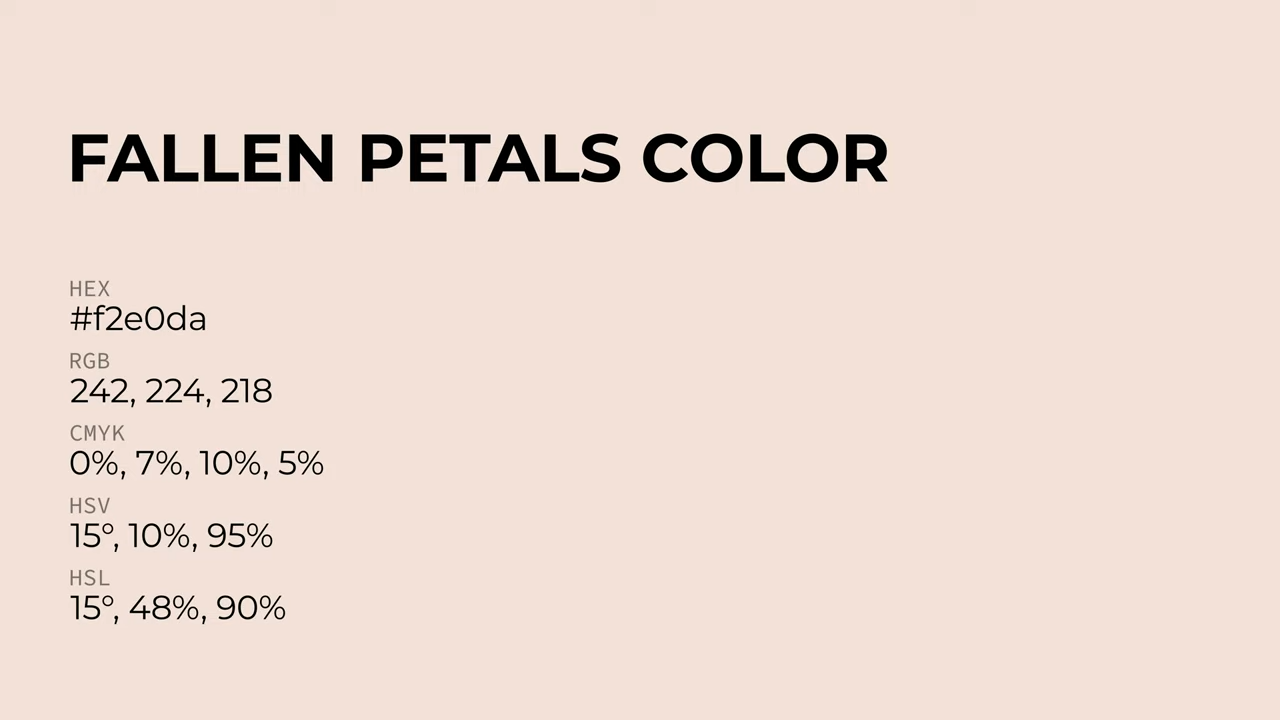 FALLEN PETALS COLOR
HEX
#f2e0da
RGB
242, 224, 218
CMYK
0%, 7%, 10%, 5%
HSV
15°, 10%, 95%
HSL
15°, 48%, 90%